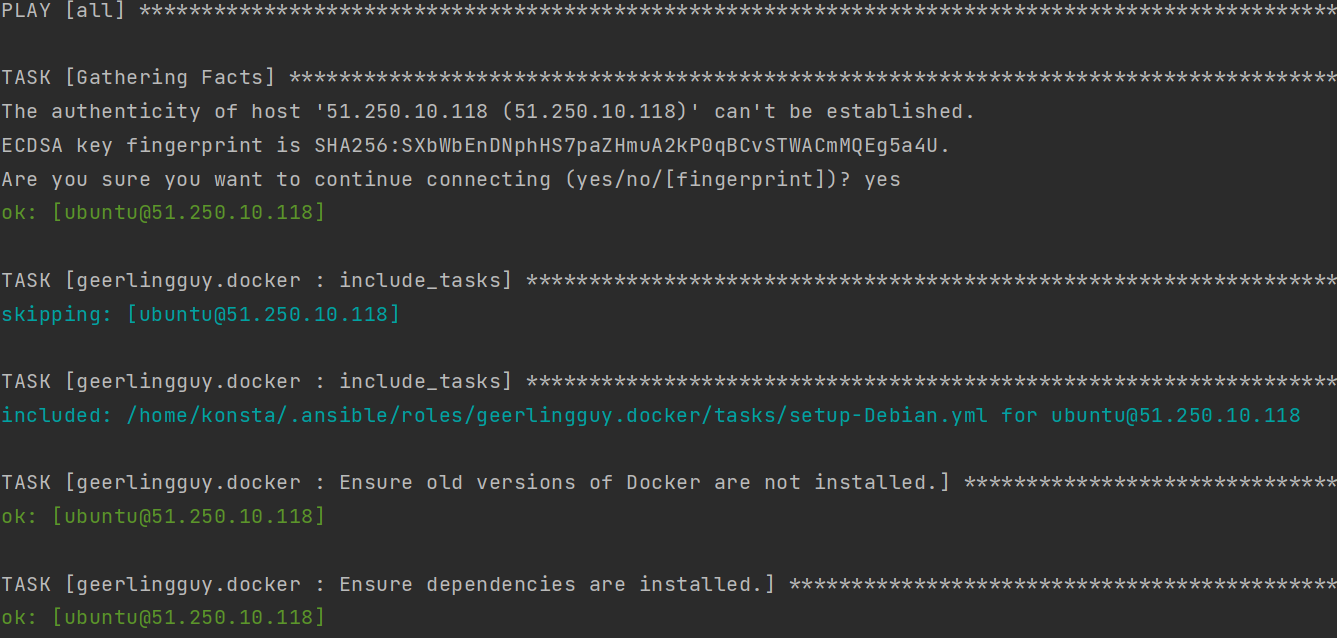 PLAY [all] ************************************************************************************************
TASK [Gathering Facts] ************************************************************************************
The authenticity of host '51.250.10.118 (51.250.10.118)' can't be established.
ECDSA key fingerprint is SHA256:SXbWbEnDNphHS7paZHmuA2kP0qBCvSTWACmMQEg5a4U.
Are you sure you want to continue connecting (yes/no/[fingerprint])? yes
ok: [ubuntu@51.250.10.118]
TASK [geerlingguy.docker : include_tasks] *****************************************************************
skipping: [ubuntu@51.250.10.118]
TASK [geerlingguy.docker : include_tasks] *****************************************************************
included: /home/konsta/.ansible/roles/geerlingguy.docker/tasks/setup-Debian.yml for ubuntu@51.250.10.118
TASK [geerlingguy.docker : Ensure old versions of Docker are not installed.] ******************************
ok: [ubuntu@51.250.10.118]
TASK [geerlingguy.docker : Ensure dependencies are installed.] ********************************************
ok: [ubuntu@51.250.10.118]